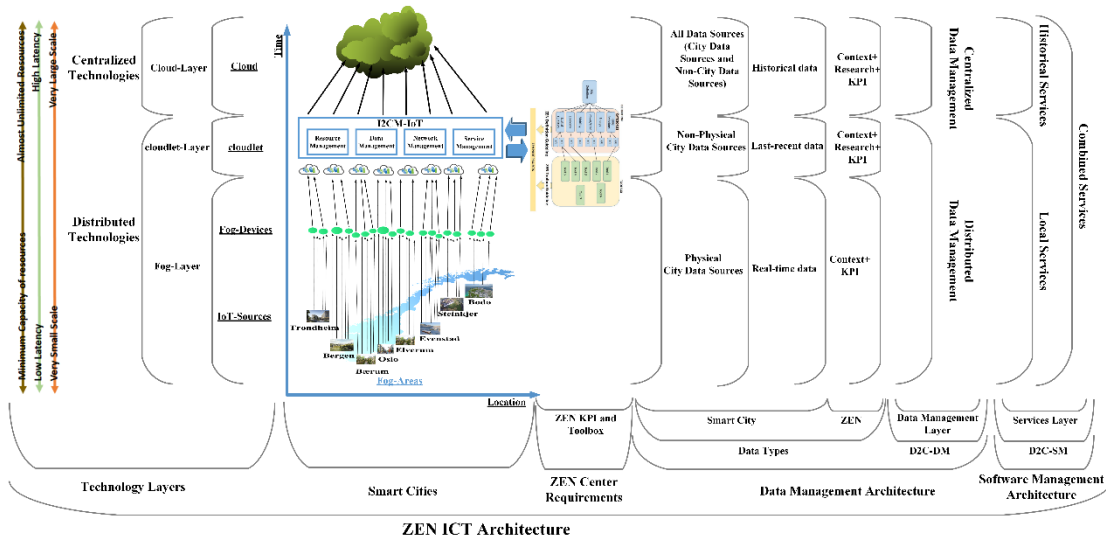 Almost Unlimited Resources
Minimum Capacity of resources
High Latency
Low Latency
Very Large Scale
Very Small Scale
Centralized
Technologies
Distributed
Technologies
Cloud-Layer
cloudlet-Layer
Fog-Layer
Cloud
cloudlet
Fog-Devices
IoT-Sources
Time
I2CM-IoT
Resource
Management
Data
Management
Network
Management
Service
Management
Trondheim
Bergen
Bærum
Oslo
Elverum
Evenstad
Steinkjer
Bodo
Fog-Areas
Location
All Data Sources
(City Data
Sources and
Non-City Data
Sources)
Non-Physical
City Data Sources
Physical
City Data Sources
Historical data
Last-recent data
Real-time data
Context+
Research+
KPI
Context+
Research+
KPI
Context+
KPI
Centralized
Data Management
Distributed
Data Management
Historical Services
Local Services
Combined Services
ZEN KPI and
Toolbox
Smart City
ZEN
Data Management
Layer
Services Layer
Data Types
D2C-DM
D2C-SM
Technology Layers
Smart Cities
ZEN Center
Requirements
Data Management Architecture
Software Management
Architecture
ZEN ICT Architecture